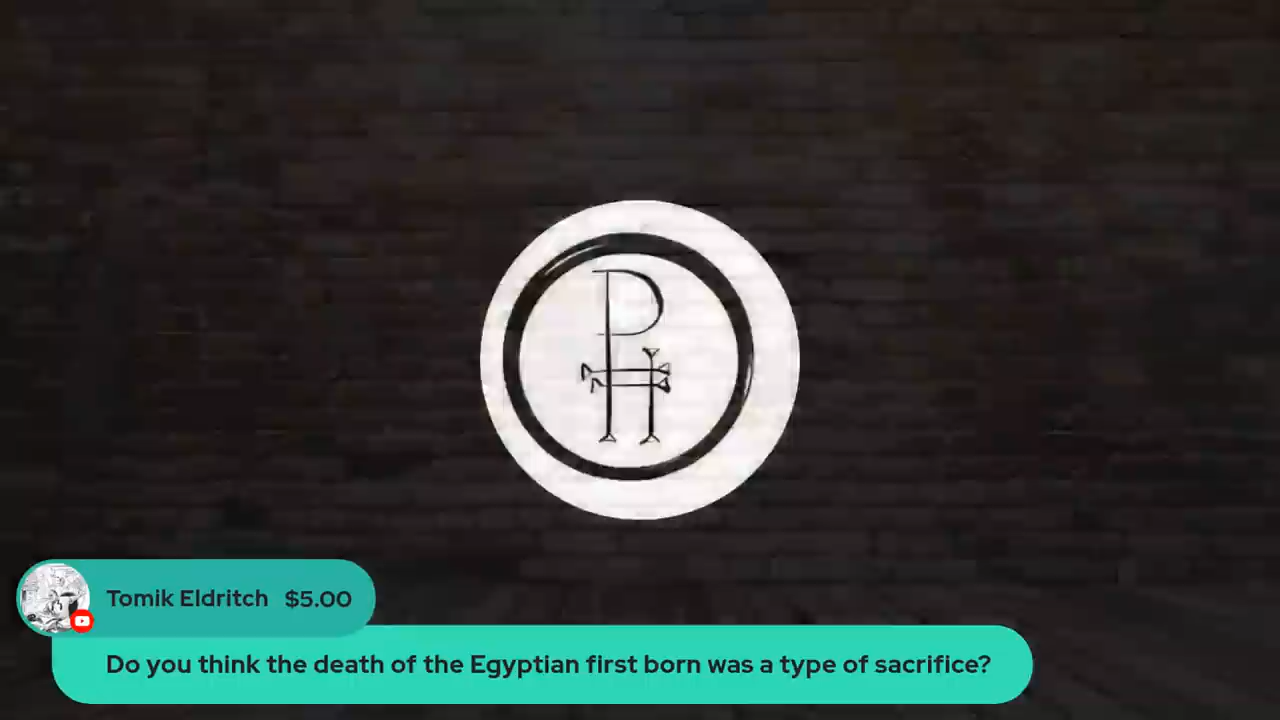 P
Tomik Eldritch $5.00
Do you think the death of the Egyptian first born was a type of sacrifice?